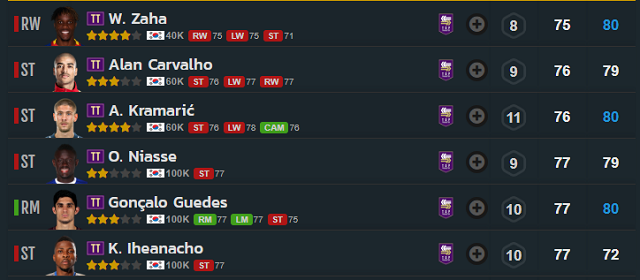 RW TT W. Zaha 8 75 80
40K RW 75 LW 75 ST 71
ST TT Alan Carvalho 9 76 79
60K ST 76 LW 77 RW 77
ST TT A. Kramarić 11 76 80
60K ST 76 LW 78 CAM 76
ST TT O. Niasse 9 77 79
100K ST 77
RM TT Gonçalo Guedes 10 77 80
100K RM 77 LM 77 ST 75
ST TT K. Iheanacho 10 77 72
100K ST 77